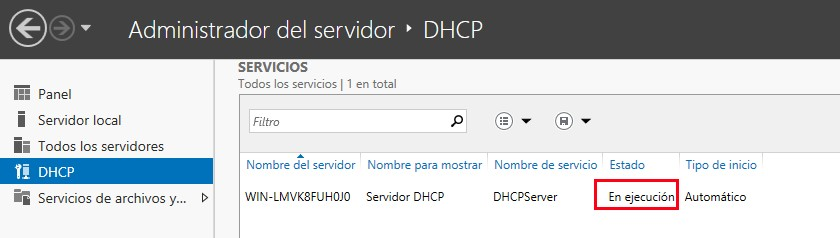 Administrador del servidor ‣ DHCP
Panel
Servidor local
Todos los servidores
DHCP
Servicios de archivos y...
SERVICIOS
Todos los servicios | 1 en total
Filtro
Nombre del servidor Nombre para mostrar Nombre de servicio Estado Tipo de inicio
WIN-LMVK8FUH0J0 Servidor DHCP DHCPServer En ejecución Automático